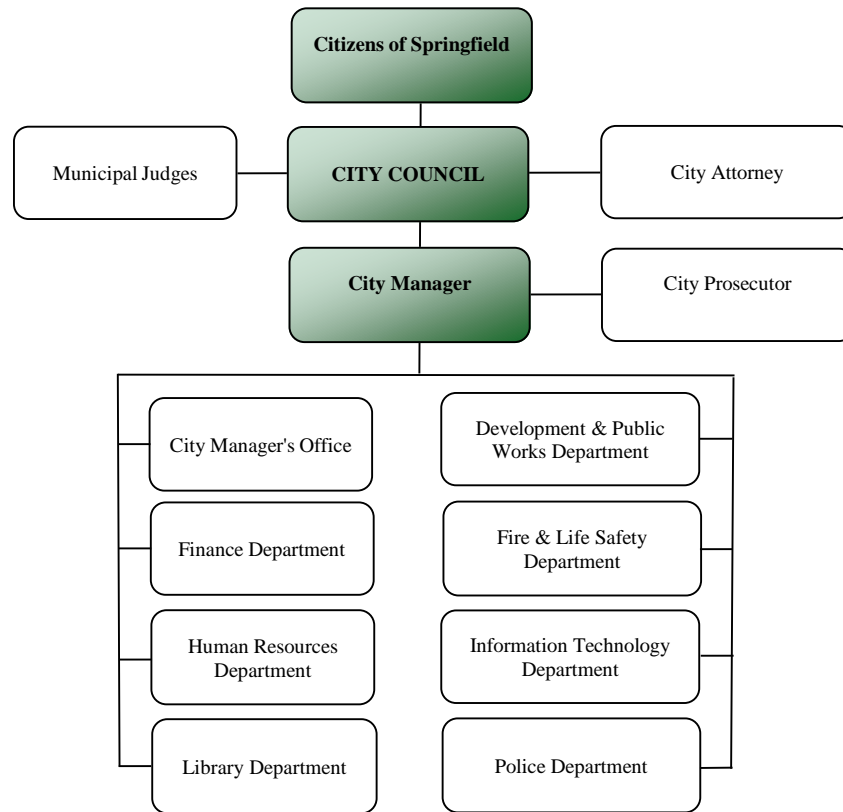 Citizens of Springfield
Municipal Judges
CITY COUNCIL
City Attorney
City Manager
City Prosecutor
City Manager's Office
Development & Public
Works Department
Finance Department
Fire & Life Safety
Department
Human Resources
Department
Information Technology
Department
Library Department
Police Department